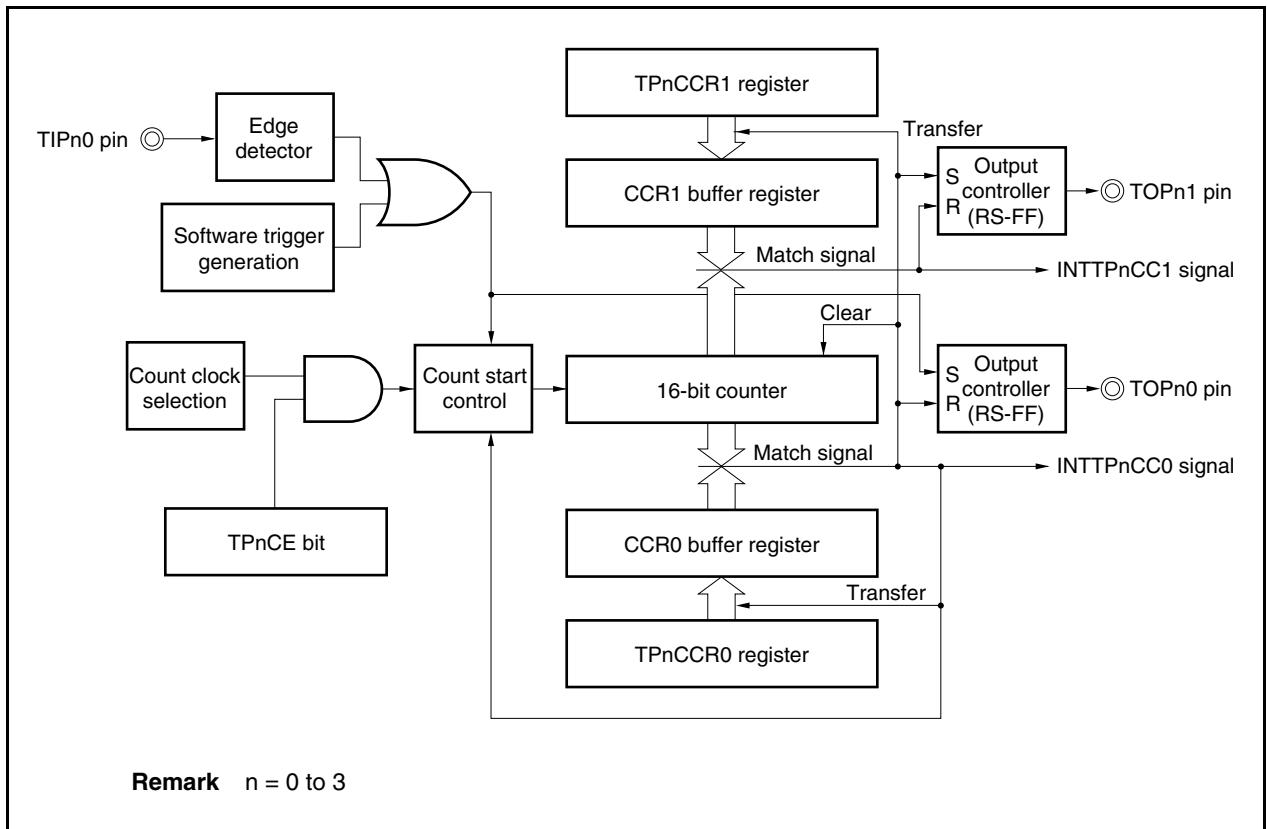 TPnCCR1 register
TIPn0 pin
Edge
detector
Transfer
CCR1 buffer register
S
R
Output
controller
(RS-FF)
TOPn1 pin
Software trigger
generation
Match signal
INTTPnCC1 signal
Clear
Count clock
selection
Count start
control
16-bit counter
S
R
Output
controller
(RS-FF)
TOPn0 pin
Match signal
INTTPnCC0 signal
TPnCE bit
CCR0 buffer register
Transfer
TPnCCR0 register
Remark n = 0 to 3